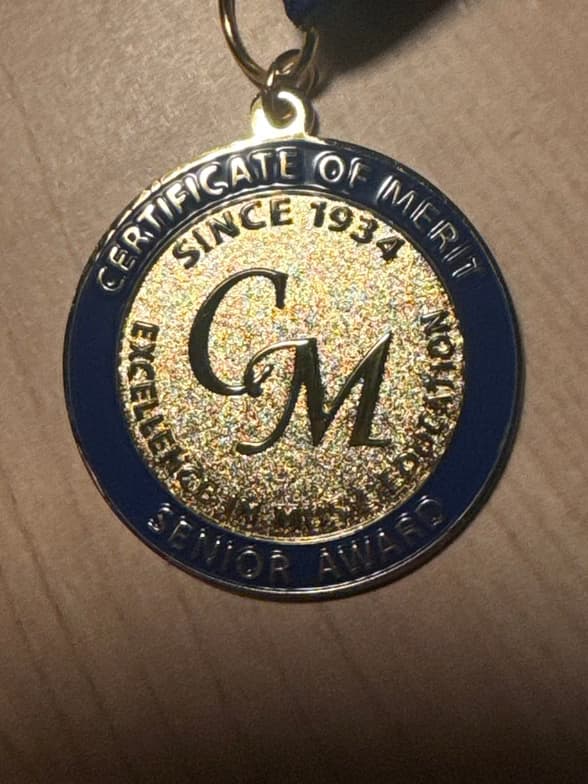 CERTIFICATE OF MERIT
SINCE 1934
CM
EXCELLENCE IN MUSIC EDUCATION
SENIOR AWARD